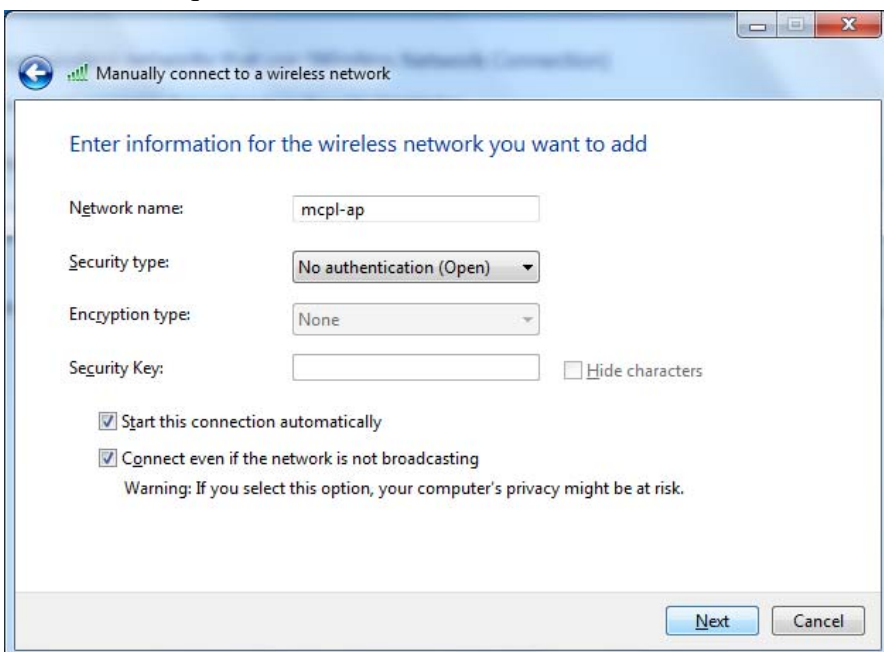 Manually connect to a wireless network
Enter information for the wireless network you want to add
Network name: mcpl-ap
Security type: No authentication (Open)
Encryption type: None
Security Key: Hide characters
Start this connection automatically
Connect even if the network is not broadcasting
Warning: If you select this option, your computer's privacy might be at risk.
Next Cancel